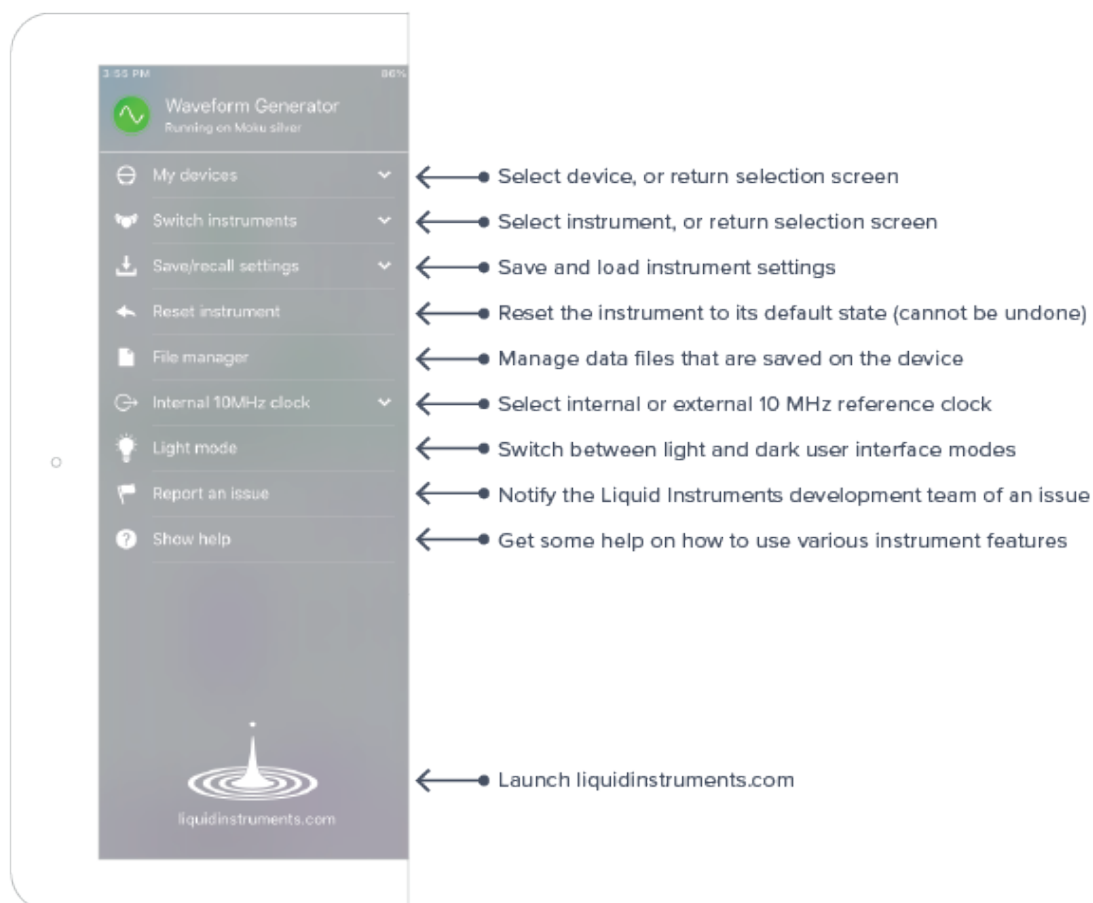 3:55 PM 86%
Waveform Generator
Running on Moku silver
My devices
Select device, or return selection screen
Switch instruments
Select instrument, or return selection screen
Save/recall settings
Save and load instrument settings
Reset instrument
Reset the instrument to its default state (cannot be undone)
File manager
Manage data files that are saved on the device
Internal 10MHz clock
Select internal or external 10 MHz reference clock
Light mode
Switch between light and dark user interface modes
Report an issue
Notify the Liquid Instruments development team of an issue
Show help
Get some help on how to use various instrument features
Launch liquidinstruments.com
liquidinstruments.com